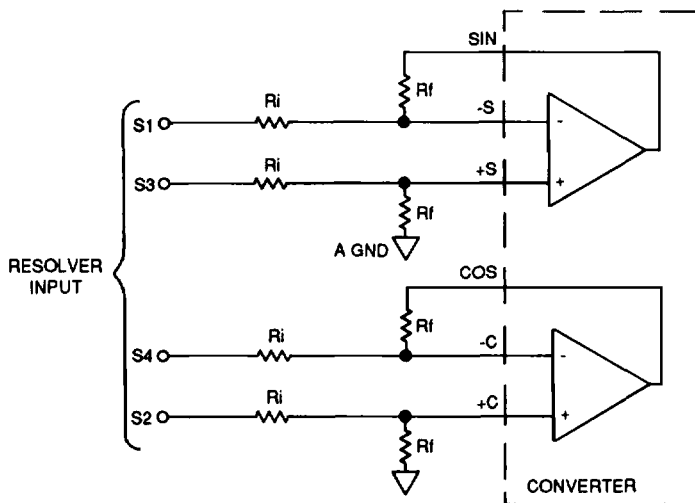 SIN
Ri
Rf
S1
-S
-
Ri
S3
+S
+
Rf
A GND
RESOLVER
INPUT
COS
Ri
Rf
S4
-C
-
Ri
S2
+C
+
Rf
CONVERTER